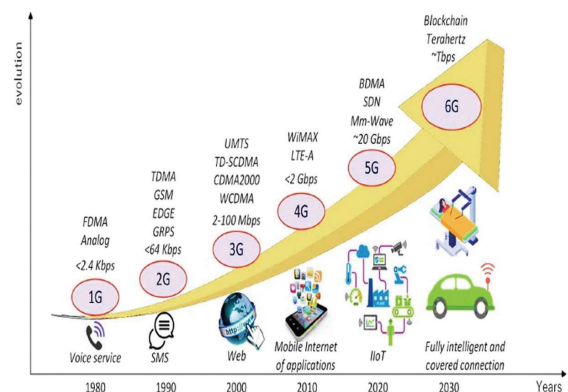 evolution
FDMA
Analog
<2.4 Kbps
1G
Voice service
TDMA
GSM
EDGE
GRPS
<64 Kbps
2G
SMS
UMTS
TD-SCDMA
CDMA2000
WCDMA
2-100 Mbps
3G
http://w
Web
WiMAX
LTE-A
<2 Gbps
4G
Mobile Internet
of applications
BDMA
SDN
Mm-Wave
~20 Gbps
5G
IIoT
Blockchain
Terahertz
~Tbps
6G
Fully intelligent and
covered connection
1980
1990
2000
2010
2020
2030
Years